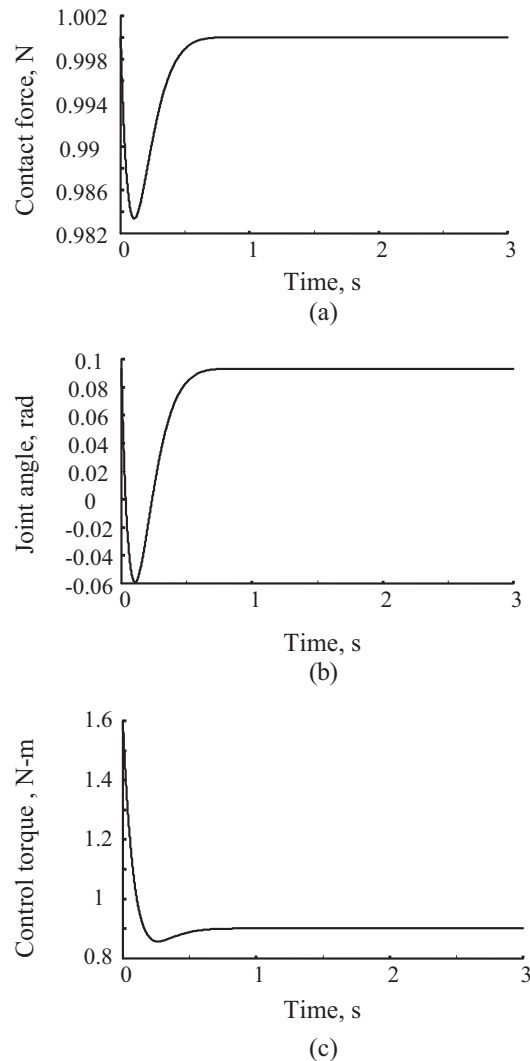 1.002
0.998
0.994
0.99
0.986
0.982
Contact force, N
0 1 2 3
Time, s
(a)
0.1
0.08
0.06
0.04
0.02
0
-0.02
-0.04
-0.06
Joint angle, rad
0 1 2 3
Time, s
(b)
1.6
1.4
1.2
1
0.8
Control torque , N-m
0 1 2 3
Time, s
(c)